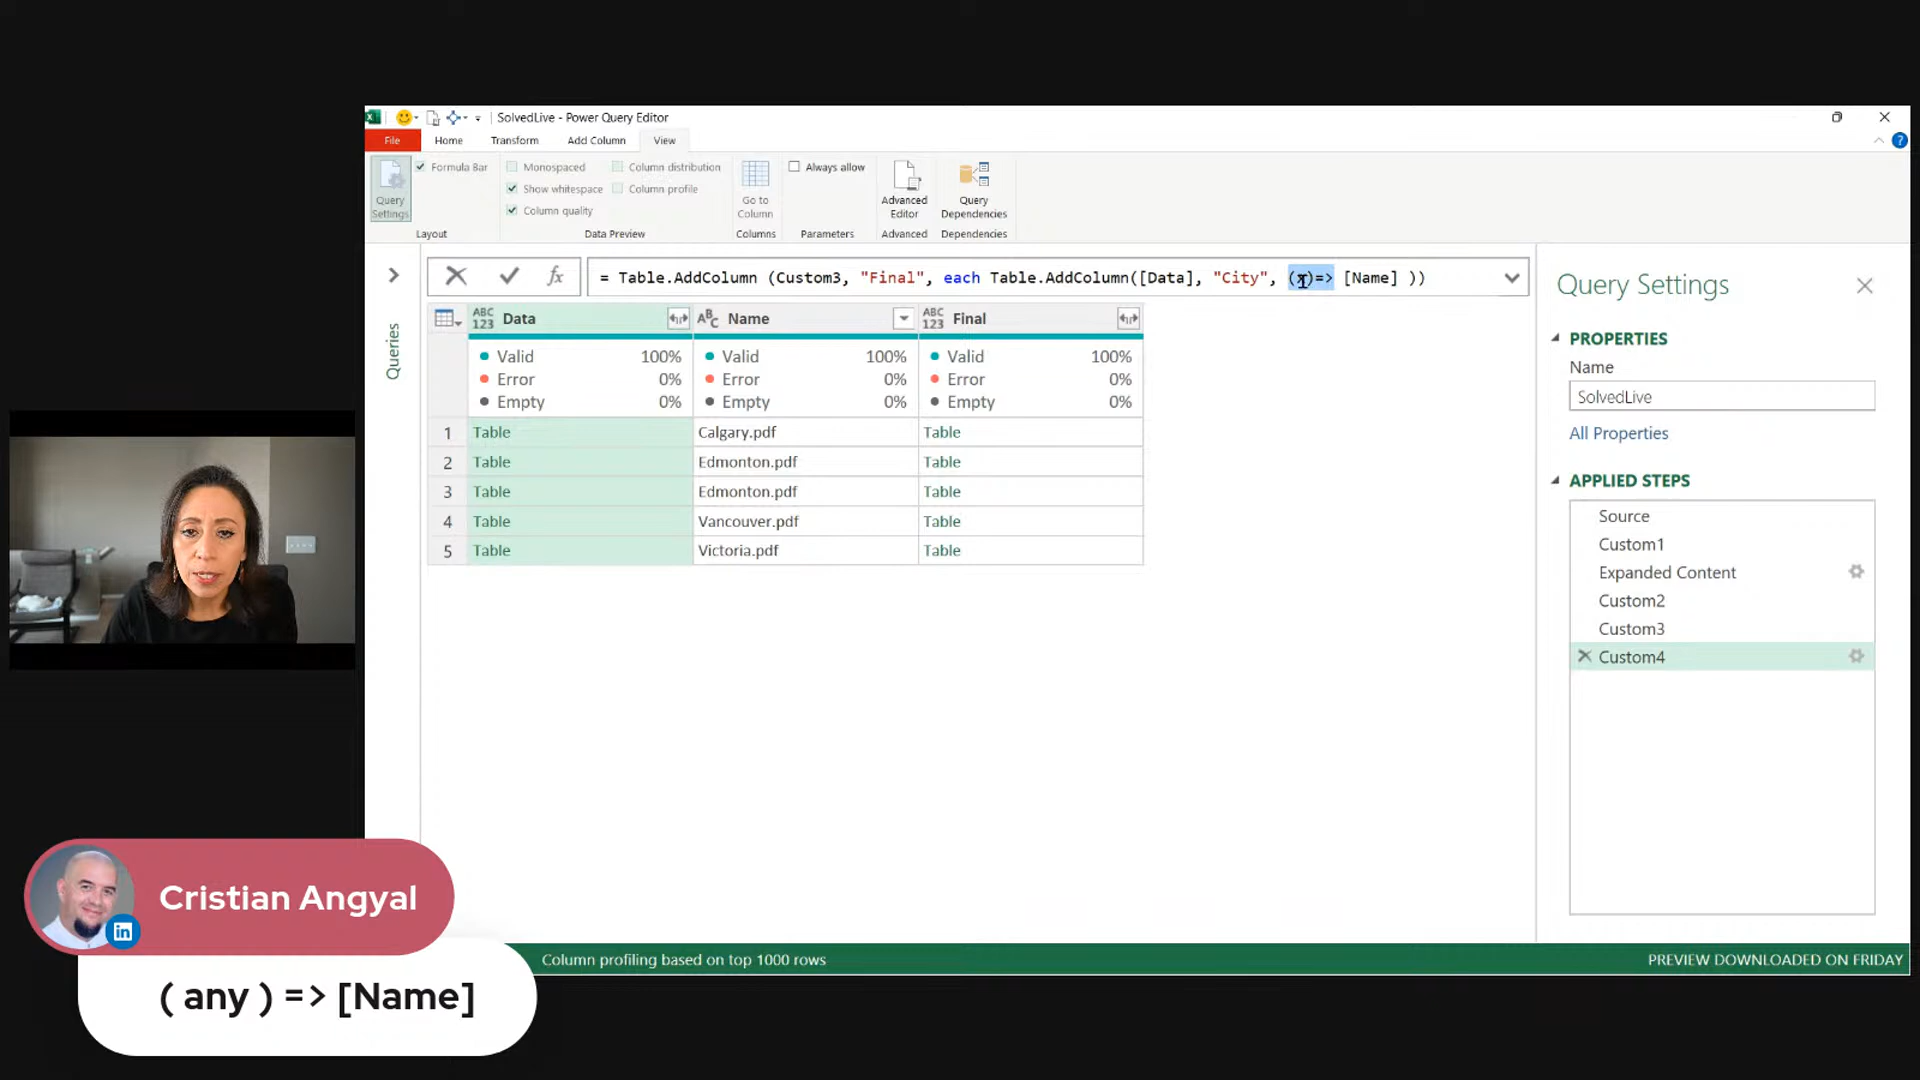 SolvedLive - Power Query Editor
File Home Transform Add Column View
Query Settings
Formula Bar
Layout
Monospaced
Show whitespace
Column quality
Column distribution
Column profile
Data Preview
Go to Column
Columns
Always allow
Parameters
Advanced Editor
Advanced
Query Dependencies
Dependencies
Queries
= Table.AddColumn (Custom3, "Final", each Table.AddColumn([Data], "City", (x)=> [Name] ))
ABC 123 Data ABC Name ABC 123 Final
Valid 100% Valid 100% Valid 100%
Error 0% Error 0% Error 0%
Empty 0% Empty 0% Empty 0%
1 Table Calgary.pdf Table
2 Table Edmonton.pdf Table
3 Table Edmonton.pdf Table
4 Table Vancouver.pdf Table
5 Table Victoria.pdf Table
Query Settings
PROPERTIES
Name
SolvedLive
All Properties
APPLIED STEPS
Source
Custom1
Expanded Content
Custom2
Custom3
Custom4
Column profiling based on top 1000 rows
PREVIEW DOWNLOADED ON FRIDAY
Cristian Angyal
in
( any ) => [Name]